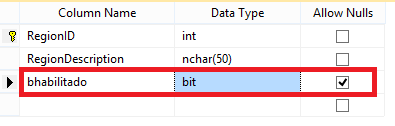 Column Name Data Type Allow Nulls
RegionID int
RegionDescription nchar(50)
bhabilitado bit